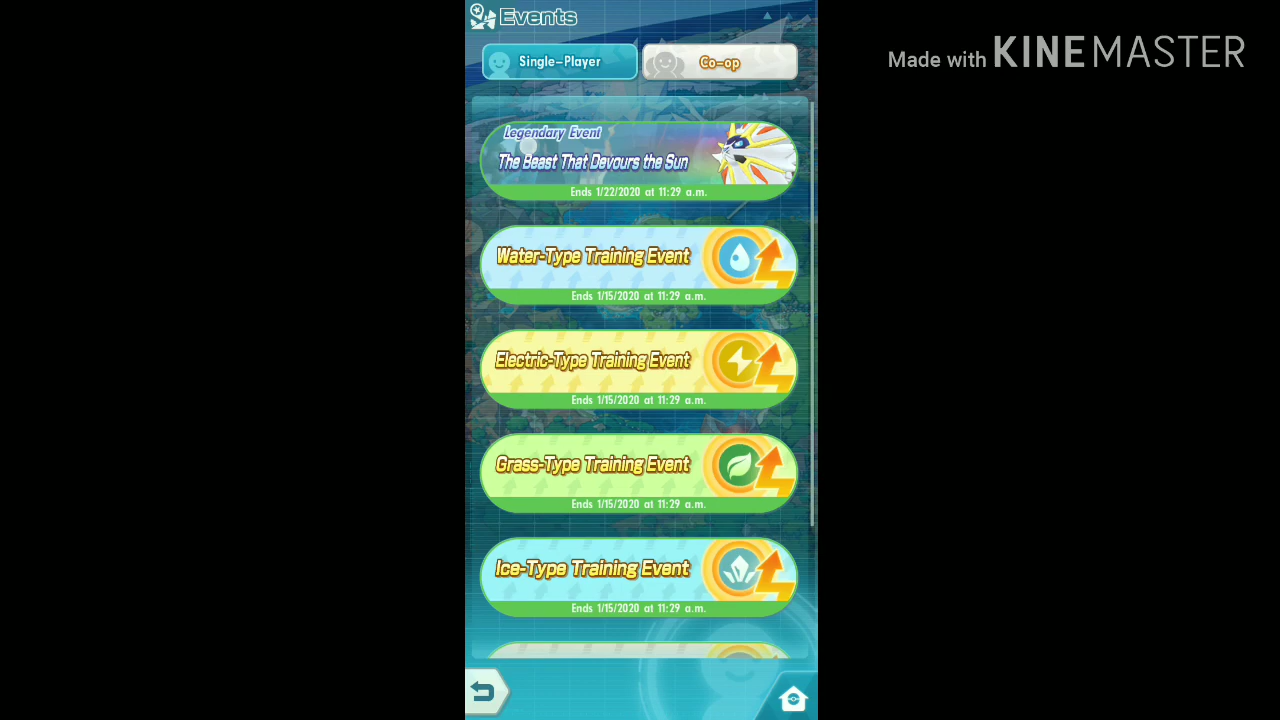 Events
Made with KINEMASTER
Single-Player
Co-op
Legendary Event
The Beast That Devours the Sun
Ends 1/22/2020 at 11:29 a.m.
Water-Type Training Event
Ends 1/15/2020 at 11:29 a.m.
Electric-Type Training Event
Ends 1/15/2020 at 11:29 a.m.
Grass-Type Training Event
Ends 1/15/2020 at 11:29 a.m.
Ice-Type Training Event
Ends 1/15/2020 at 11:29 a.m.